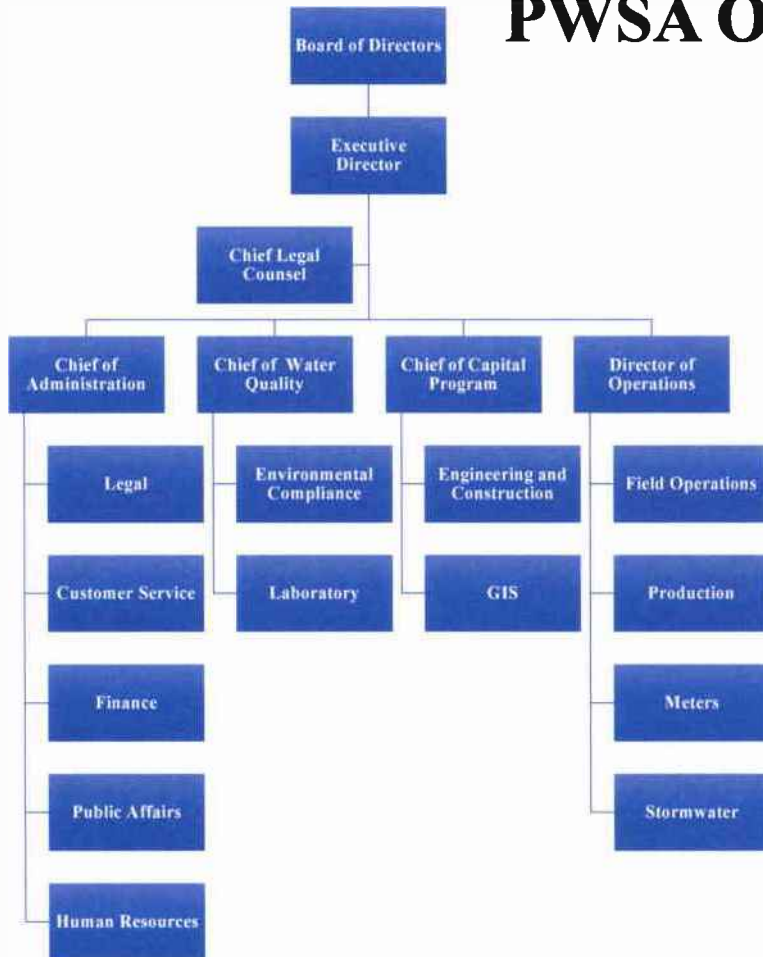 PWSA O
Board of Directors
Executive
Director
Chief Legal
Counsel
Chief of
Administration
Chief of Water
Quality
Chief of Capital
Program
Director of
Operations
Legal
Environmental
Compliance
Engineering and
Construction
Field Operations
Customer Service
Laboratory
GIS
Production
Finance
Meters
Public Affairs
Stormwater
Human Resources